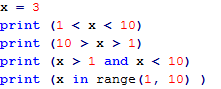 x = 3
print (1 < x < 10)
print (10 > x > 1)
print (x > 1 and x < 10)
print (x in range(1, 10) )